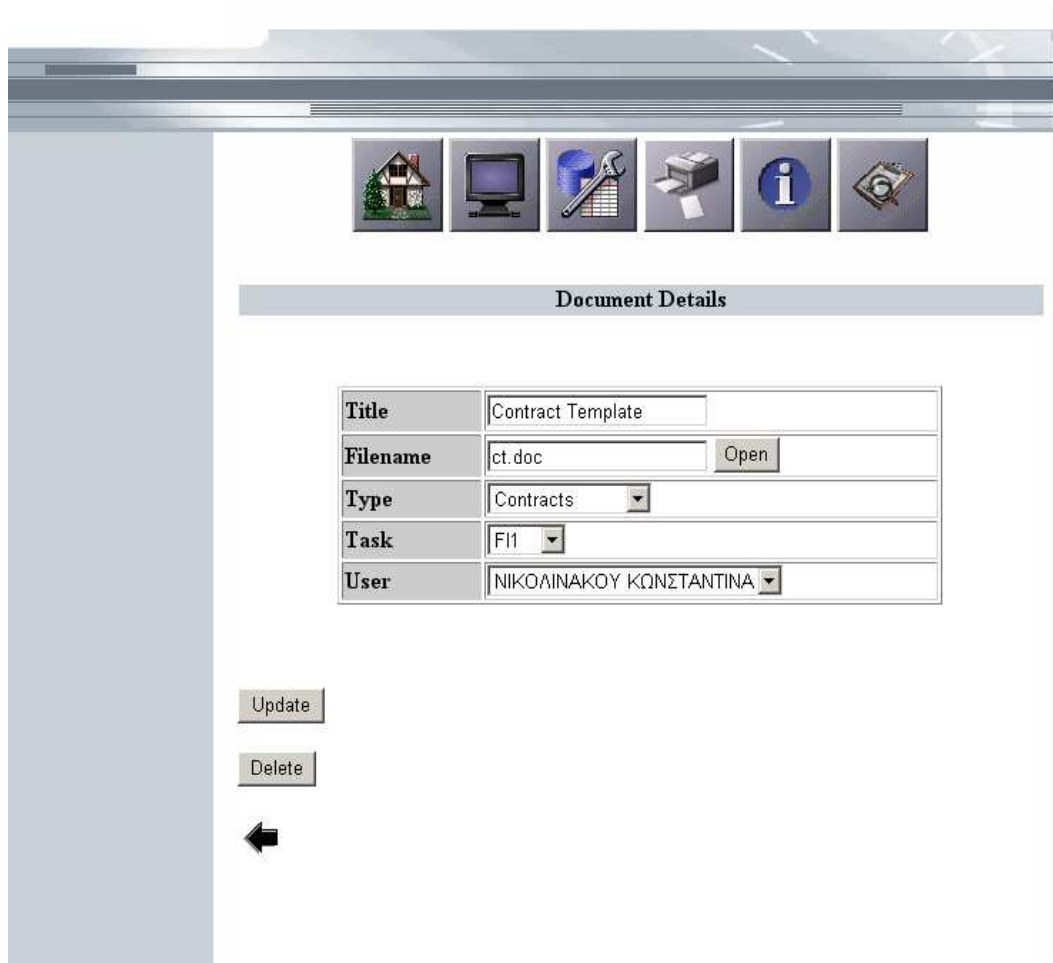 Document Details
Title Contract Template
Filename ct.doc Open
Type Contracts
Task FI1
User ΝΙΚΟΛΙΝΑΚΟΥ ΚΩΝΣΤΑΝΤΙΝΑ
Update
Delete